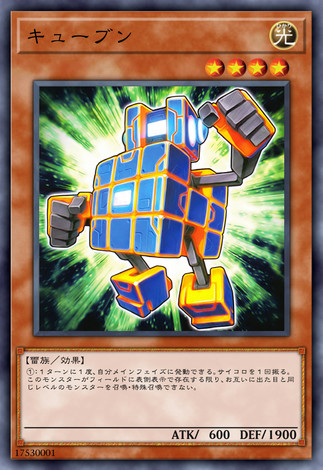 キューブン
光
【雷族／効果】
①：１ターンに１度、自分メインフェイズに発動できる。サイコロを１回振る。
このモンスターがフィールドに表側表示で存在する限り、お互いに出た目と同
じレベルのモンスターを召喚・特殊召喚できない。
ATK/ 600 DEF/1900
17530001